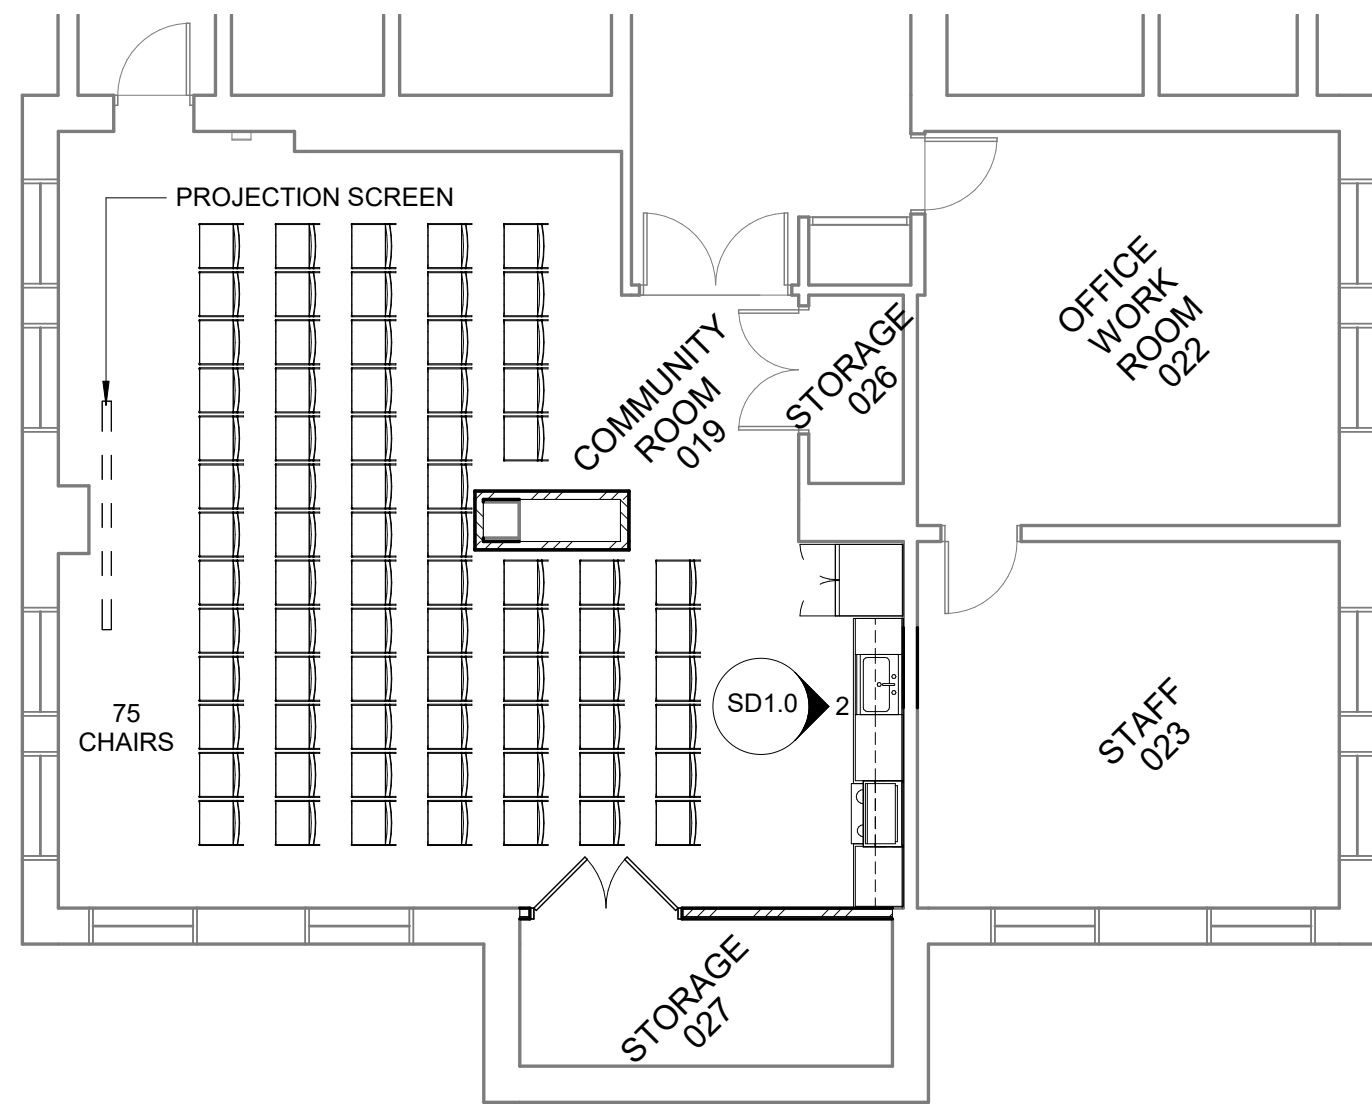 PROJECTION SCREEN
OFFICE
WORK
ROOM
022
COMMUNITY
ROOM
019
STORAGE
026
SD1.0
2
75
CHAIRS
STAFF
023
STORAGE
027